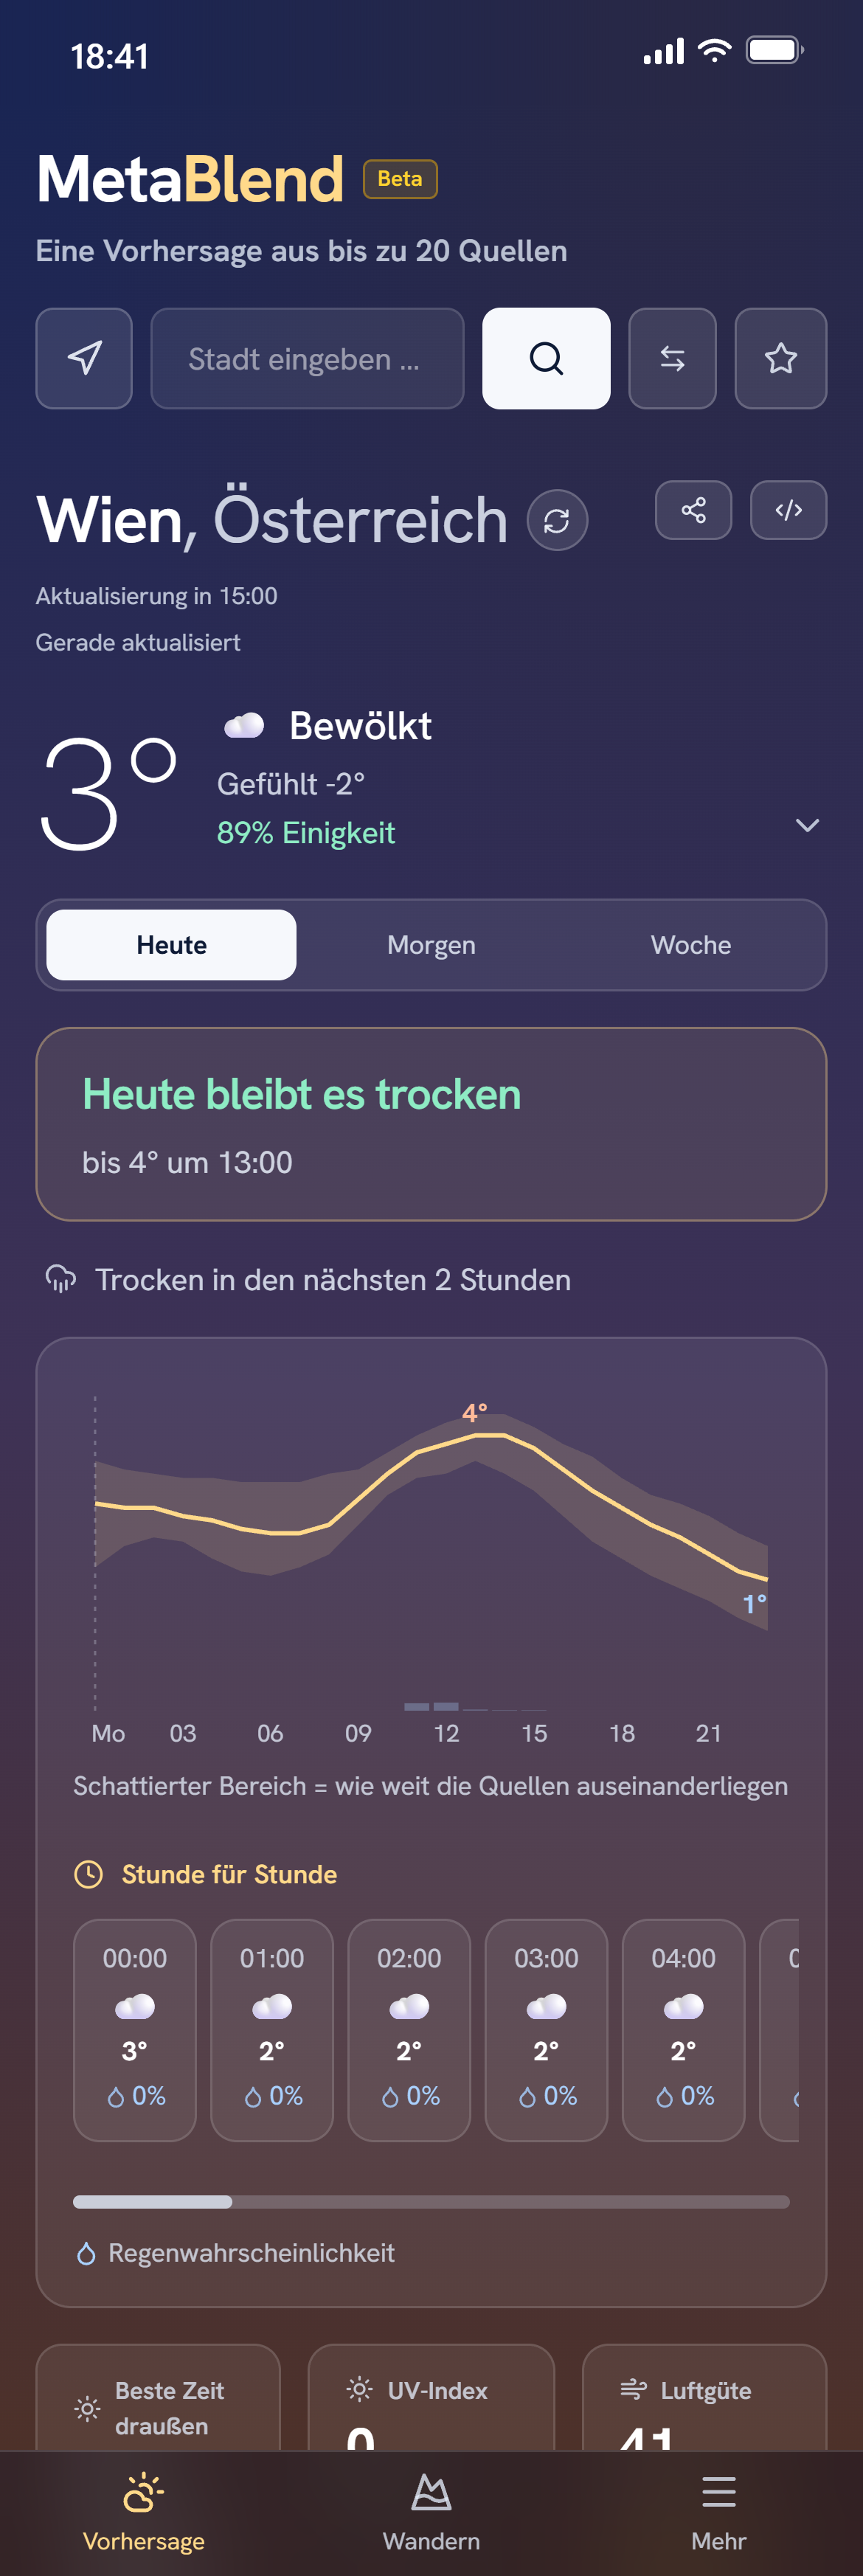 18:41
MetaBlend Beta
Eine Vorhersage aus bis zu 20 Quellen
Stadt eingeben ...
Wien, Österreich
Aktualisierung in 15:00
Gerade aktualisiert
3° Bewölkt
Gefühlt -2°
89% Einigkeit
Heute Morgen Woche
Heute bleibt es trocken
bis 4° um 13:00
Trocken in den nächsten 2 Stunden
4°
1°
Mo 03 06 09 12 15 18 21
Schattierter Bereich = wie weit die Quellen auseinanderliegen
Stunde für Stunde
00:00 01:00 02:00 03:00 04:00
3° 2° 2° 2° 2°
0% 0% 0% 0% 0%
Regenwahrscheinlichkeit
Beste Zeit draußen
UV-Index
0
Luftgüte
41
Vorhersage Wandern Mehr